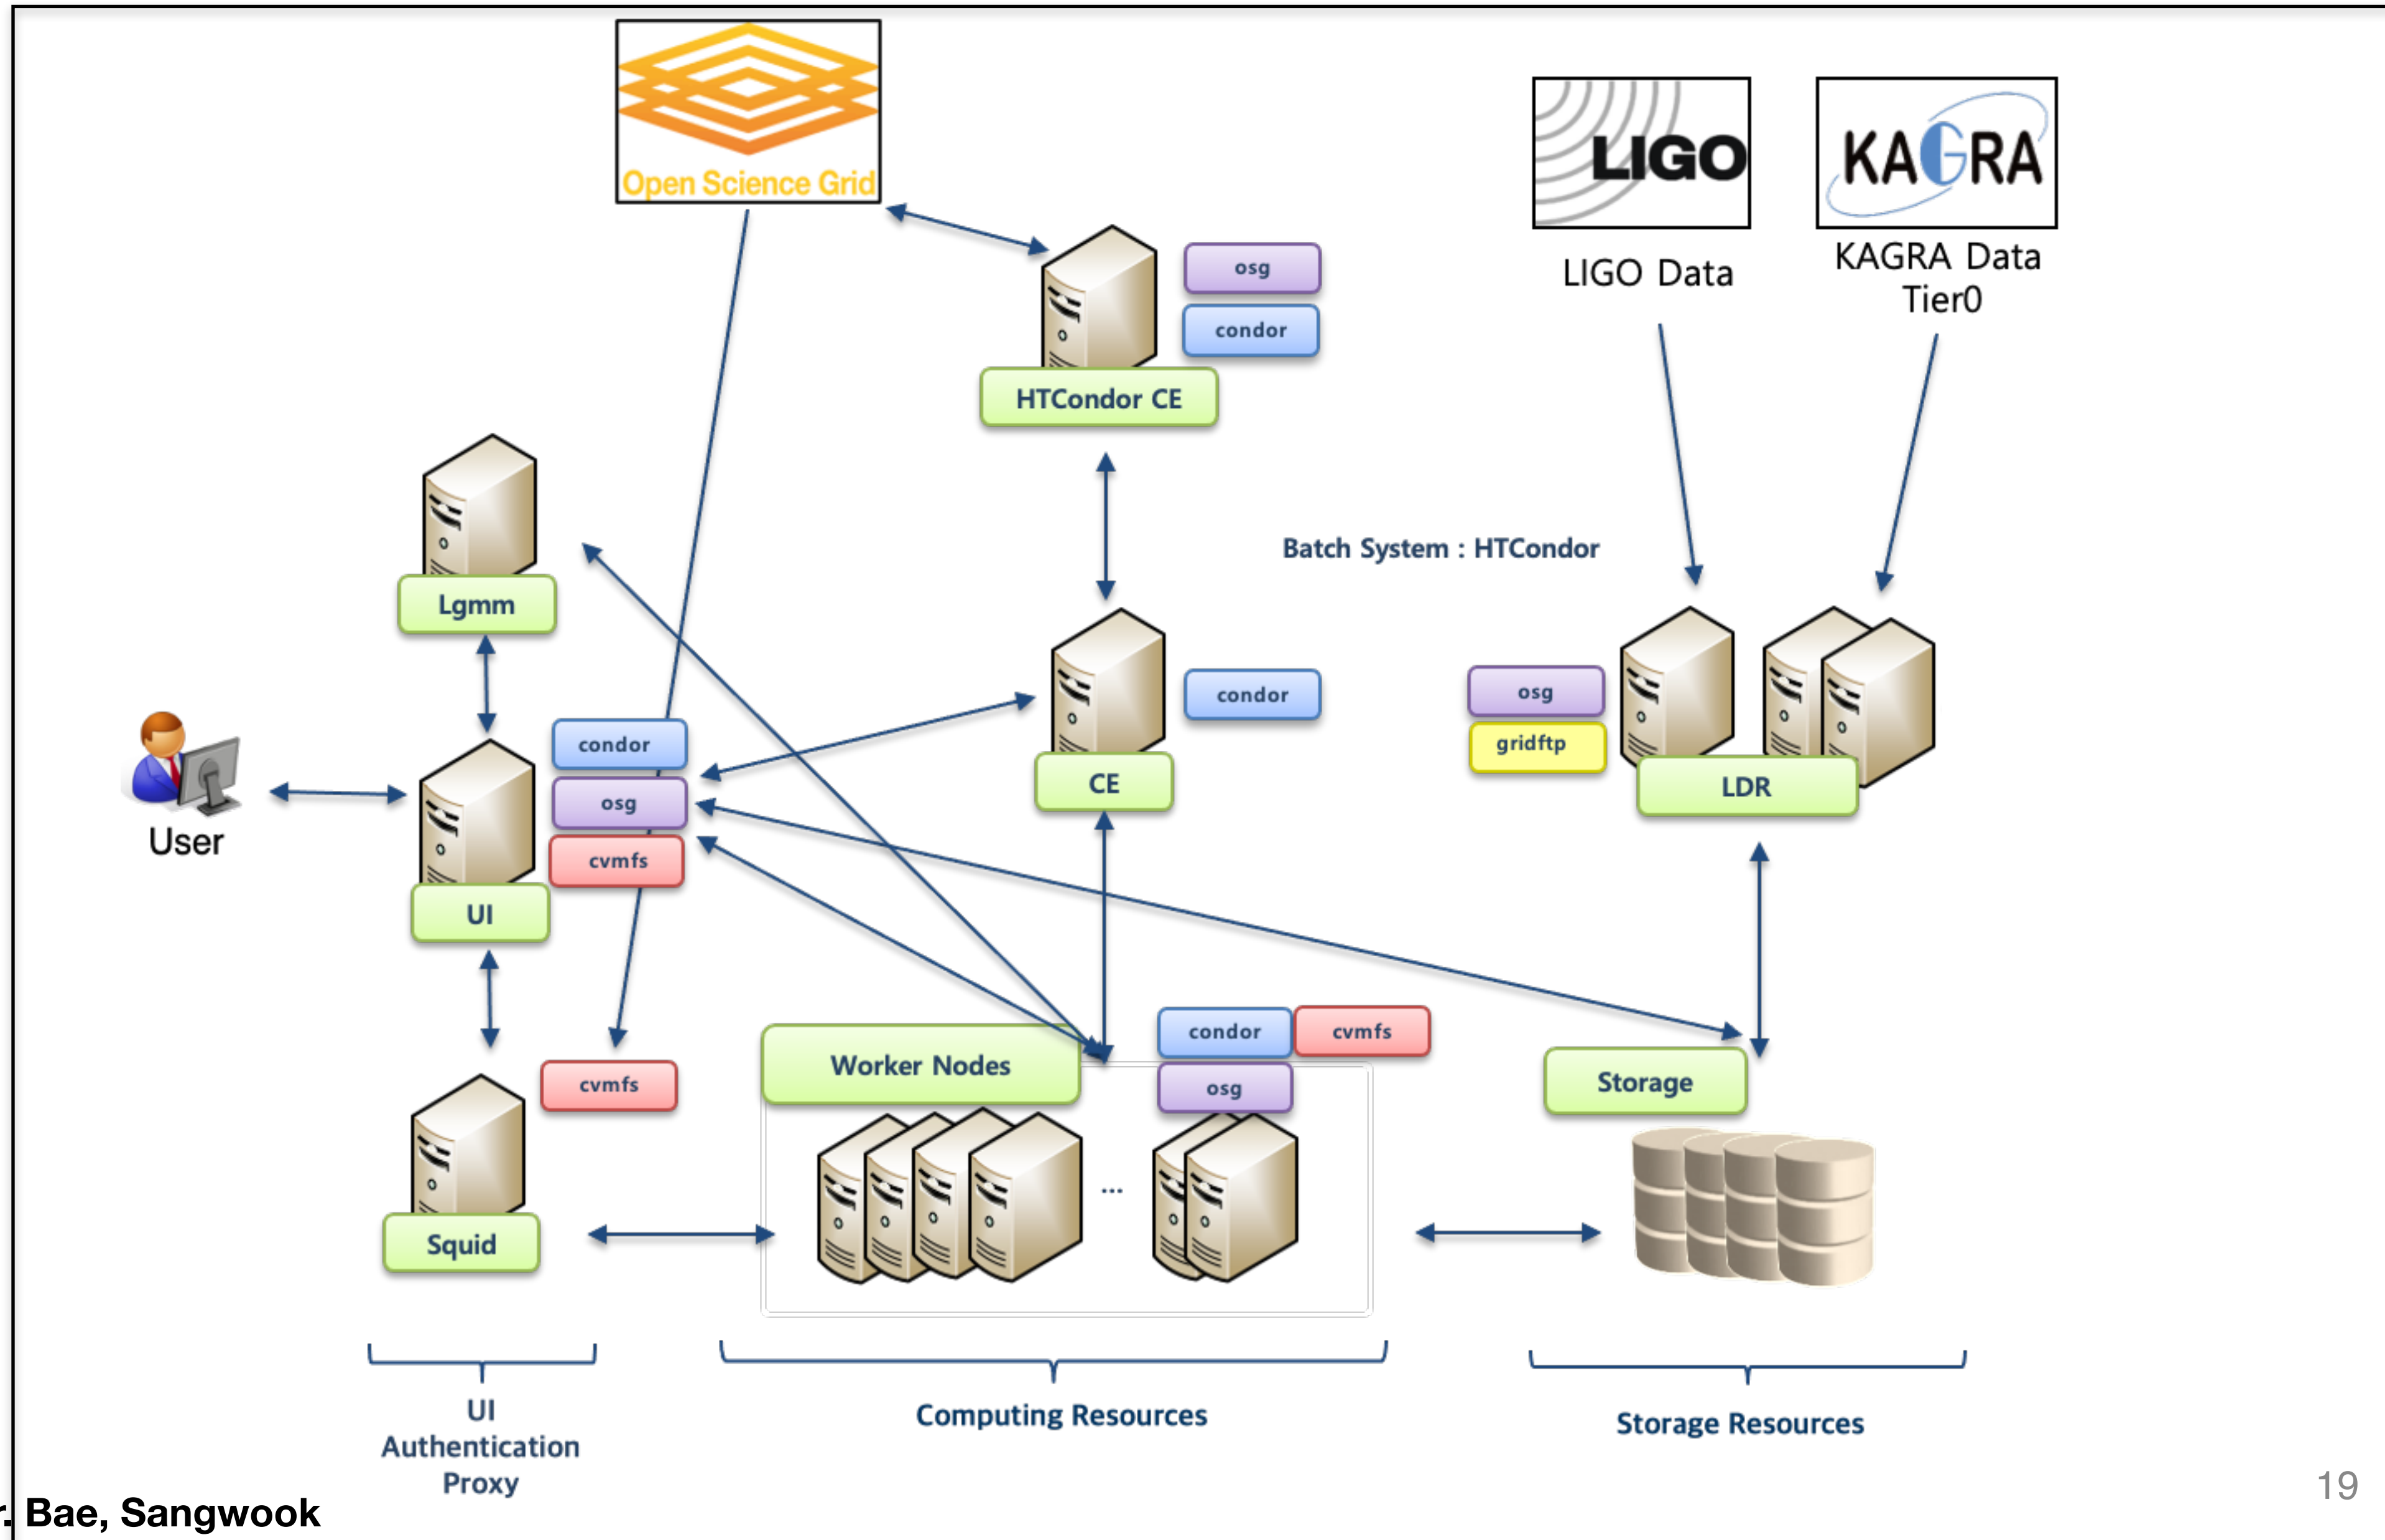 Open Science Grid
LIGO
KAGRA
LIGO Data
KAGRA Data
Tier0
osg
condor
HTCondor CE
Batch System : HTCondor
Lgmm
condor
osg
cvmfs
UI
User
condor
CE
osg
gridftp
LDR
cvmfs
Squid
Worker Nodes
condor
cvmfs
osg
...
Storage
UI
Authentication
Proxy
Computing Resources
Storage Resources
19
r. Bae, Sangwook